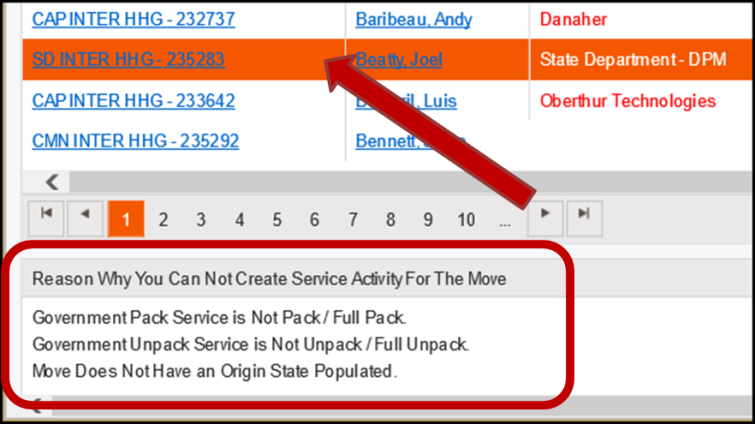 CAP INTER HHG - 232737 Baribeau, Andy Danaher
SD INTER HHG - 235283 Beatty, Joel State Department - DPM
CAP INTER HHG - 233642 Luis Oberthur Technologies
CMN INTER HHG - 235292 Bennett,
1 2 3 4 5 6 7 8 9 10 ...
Reason Why You Can Not Create Service Activity For The Move
Government Pack Service is Not Pack / Full Pack.
Government Unpack Service is Not Unpack / Full Unpack.
Move Does Not Have an Origin State Populated.